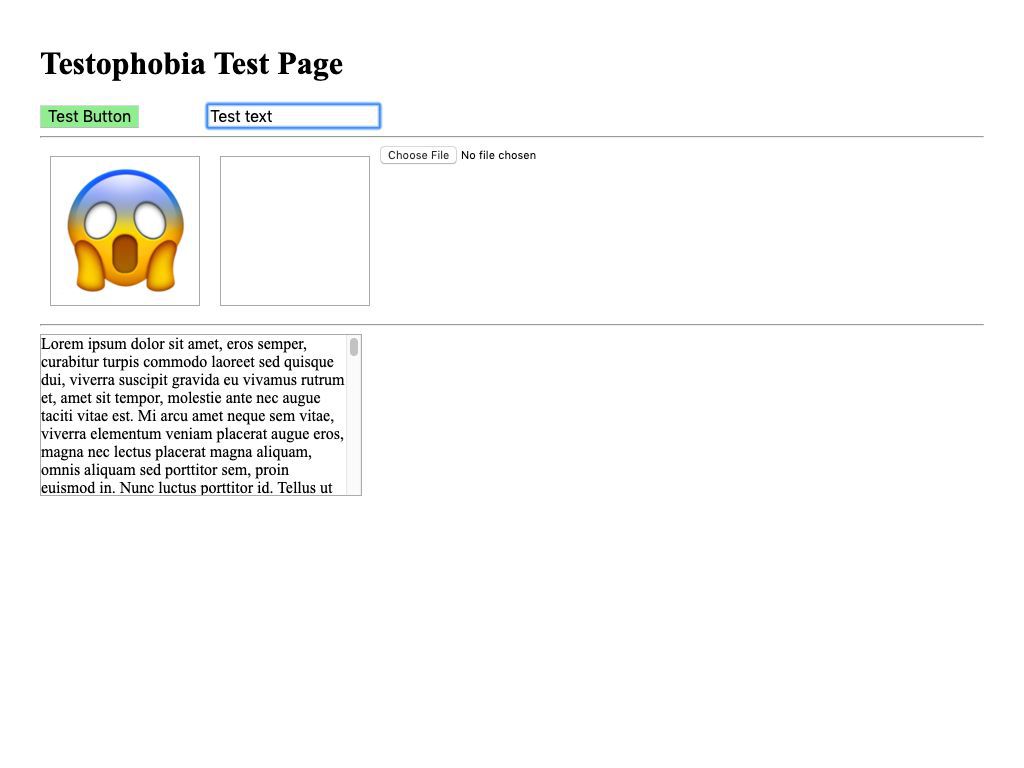 Testophobia Test Page
Test Button
Test text
Choose File No file chosen
Lorem ipsum dolor sit amet, eros semper,
curabitur turpis commodo laoreet sed quisque
dui, viverra suscipit gravida eu vivamus rutrum
et, amet sit tempor, molestie ante nec augue
taciti vitae est. Mi arcu amet neque sem vitae,
viverra elementum veniam placerat augue eros,
magna nec lectus placerat magna aliquam,
omnis aliquam sed porttitor sem, proin
euismod in. Nunc luctus porttitor id. Tellus ut